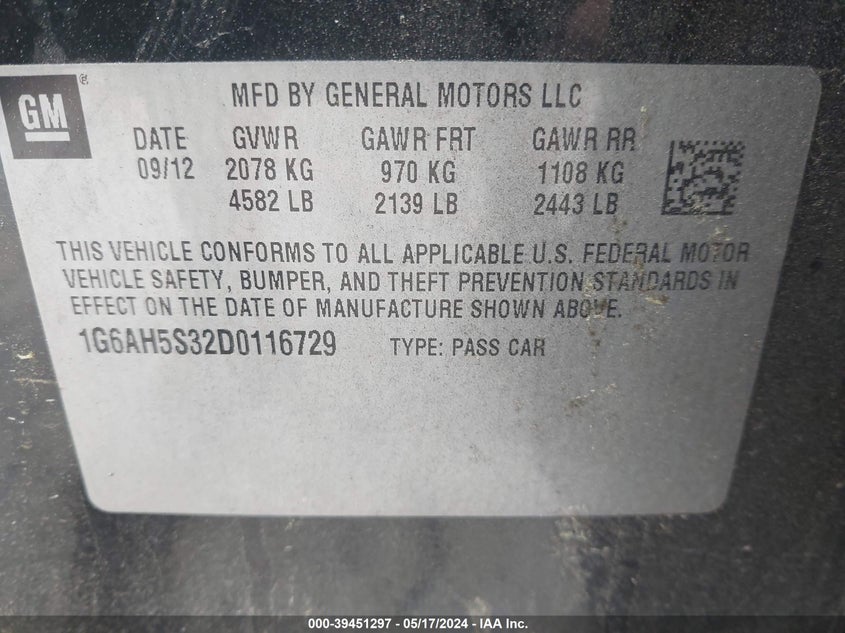 GM®
MFD BY GENERAL MOTORS LLC
DATE GVWR GAWR FRT GAWR RR
09/12 2078 KG 970 KG 1108 KG
4582 LB 2139 LB 2443 LB
THIS VEHICLE CONFORMS TO ALL APPLICABLE U.S. FEDERAL MOTOR
VEHICLE SAFETY, BUMPER, AND THEFT PREVENTION STANDARDS IN
EFFECT ON THE DATE OF MANUFACTURE SHOWN ABOVE.
1G6AH5S32D0116729 TYPE: PASS CAR
000-39451297 - 05/17/2024 - IAA Inc.